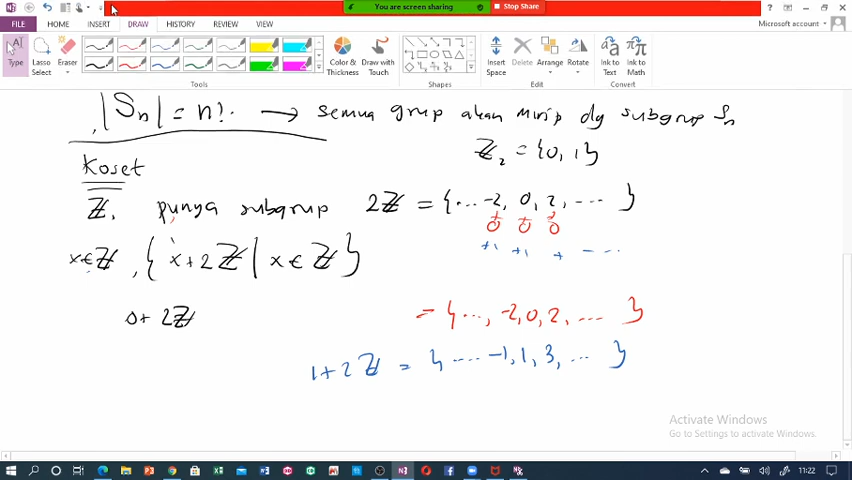 You are screen sharing Stop Share
FILE HOME INSERT DRAW HISTORY REVIEW VIEW Microsoft account
Type Lasso Select Eraser Color & Thickness Draw with Touch Insert Space Arrange Rotate Ink to Text Ink to Math
Tools Shapes Edit Convert
|Sn| = n! → semua grup akan mirip dg subgrup Sn
Koset
ℤ₂ = {0, 1}
ℤ, punya subgrup 2ℤ = {... -2, 0, 2, ... }
+0 +0 +0
+1 +1 + ...
x∈ℤ, { x+2ℤ | x∈ℤ }
0+ 2ℤ = {..., -2, 0, 2, ... }
1+2ℤ = {... -1, 1, 3, ... }
Activate Windows
Go to Settings to activate Windows.
11:22